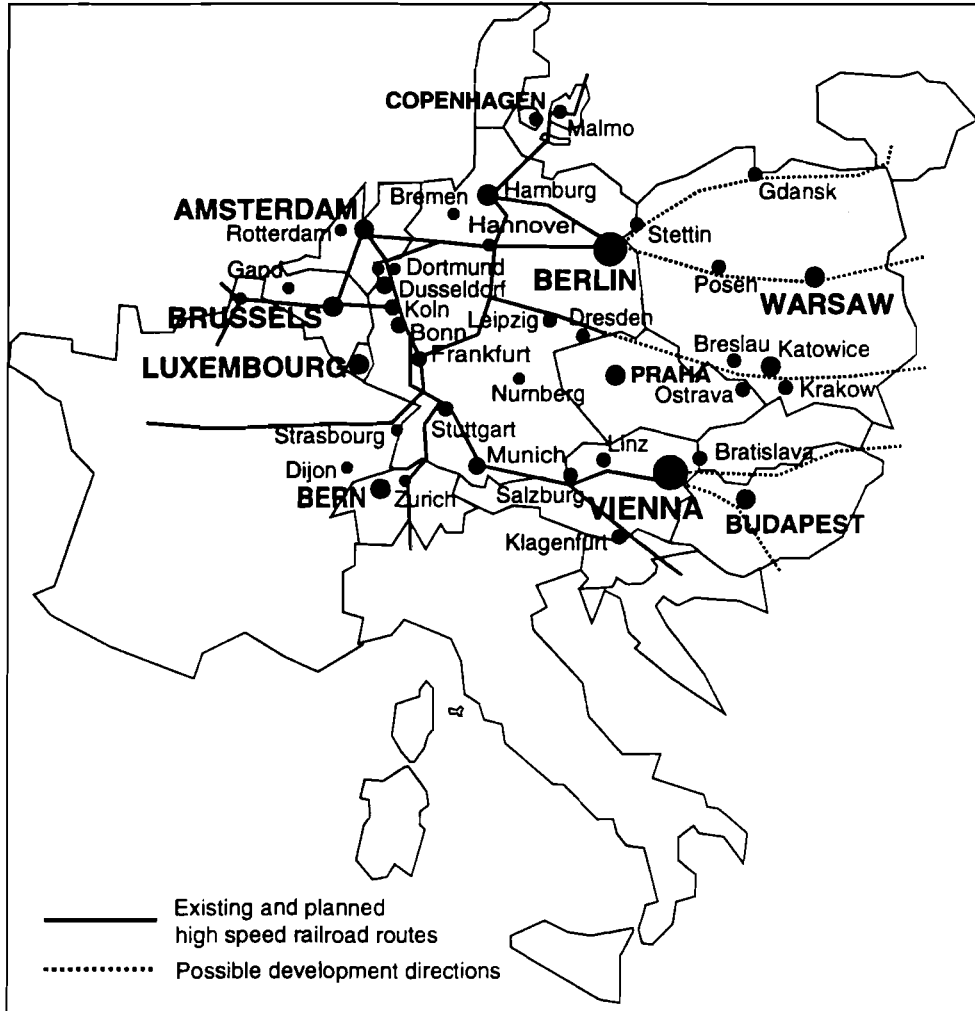 COPENHAGEN
Malmo
Bremen
Hamburg
Gdansk
AMSTERDAM
Rotterdam
Hannover
Stettin
Gand
Dortmund
BERLIN
Posen
WARSAW
Dusseldorf
BRUSSELS
Koln
Leipzig
Dresden
Bonn
LUXEMBOURG
Frankfurt
Breslau
Katowice
Nurnberg
PRAHA
Ostrava
Krakow
Strasbourg
Stuttgart
Linz
Bratislava
Dijon
Munich
BERN
Zurich
Salzburg
VIENNA
BUDAPEST
Klagenfurt
Existing and planned
high speed railroad routes
Possible development directions